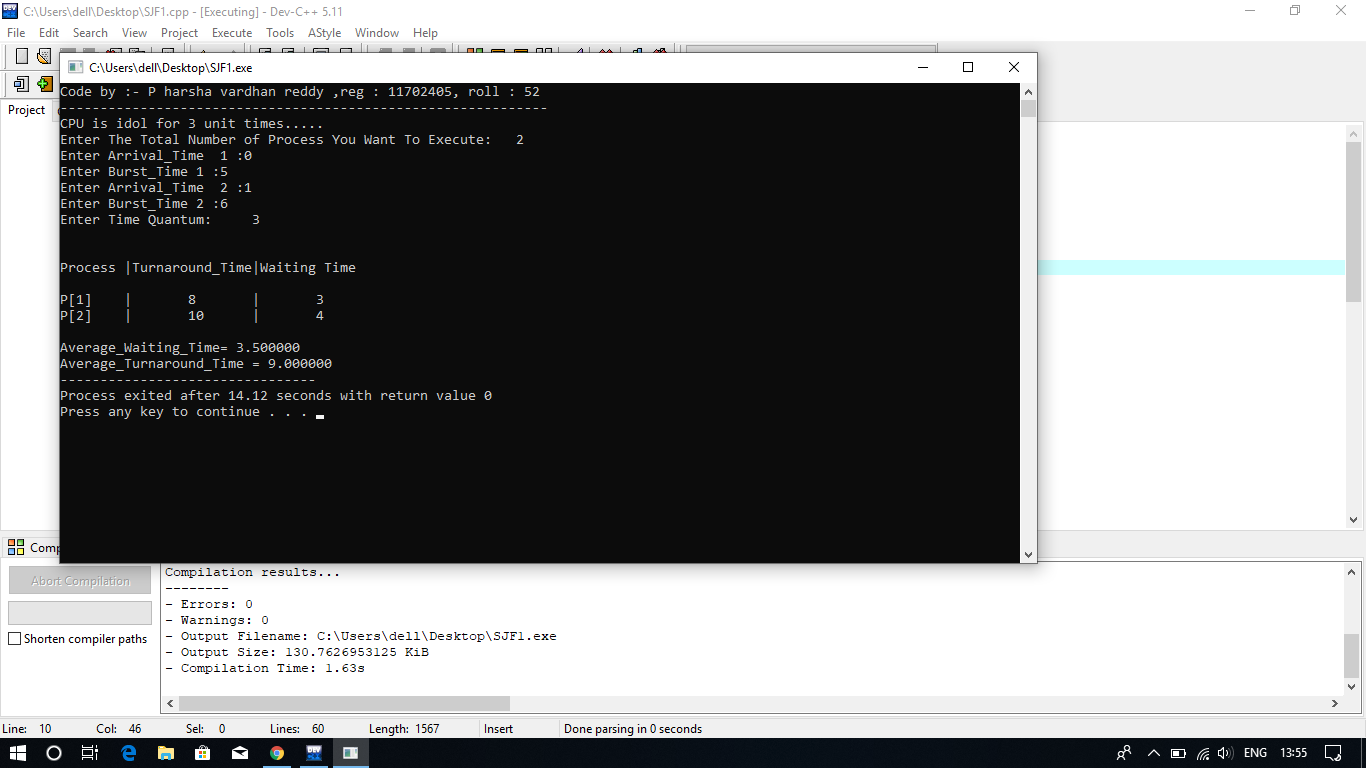 C:\Users\dell\Desktop\SJF1.cpp - [Executing] - Dev-C++ 5.11
File Edit Search View Project Execute Tools AStyle Window Help
C:\Users\dell\Desktop\SJF1.exe
Project
Code by :- P harsha vardhan reddy ,reg : 11702405, roll : 52
-------------------------------------------------------------
CPU is idol for 3 unit times.....
Enter The Total Number of Process You Want To Execute: 2
Enter Arrival_Time 1 :0
Enter Burst_Time 1 :5
Enter Arrival_Time 2 :1
Enter Burst_Time 2 :6
Enter Time Quantum: 3
Process |Turnaround_Time|Waiting Time
P[1] | 8 | 3
P[2] | 10 | 4
Average_Waiting_Time= 3.500000
Average_Turnaround_Time = 9.000000
--------------------------------
Process exited after 14.12 seconds with return value 0
Press any key to continue . . .
Comp
Abort Compilation
Shorten compiler paths
Compilation results...
--------
- Errors: 0
- Warnings: 0
- Output Filename: C:\Users\dell\Desktop\SJF1.exe
- Output Size: 130.7626953125 KiB
- Compilation Time: 1.63s
Line: 10 Col: 46 Sel: 0 Lines: 60 Length: 1567 Insert Done parsing in 0 seconds
ENG 13:55